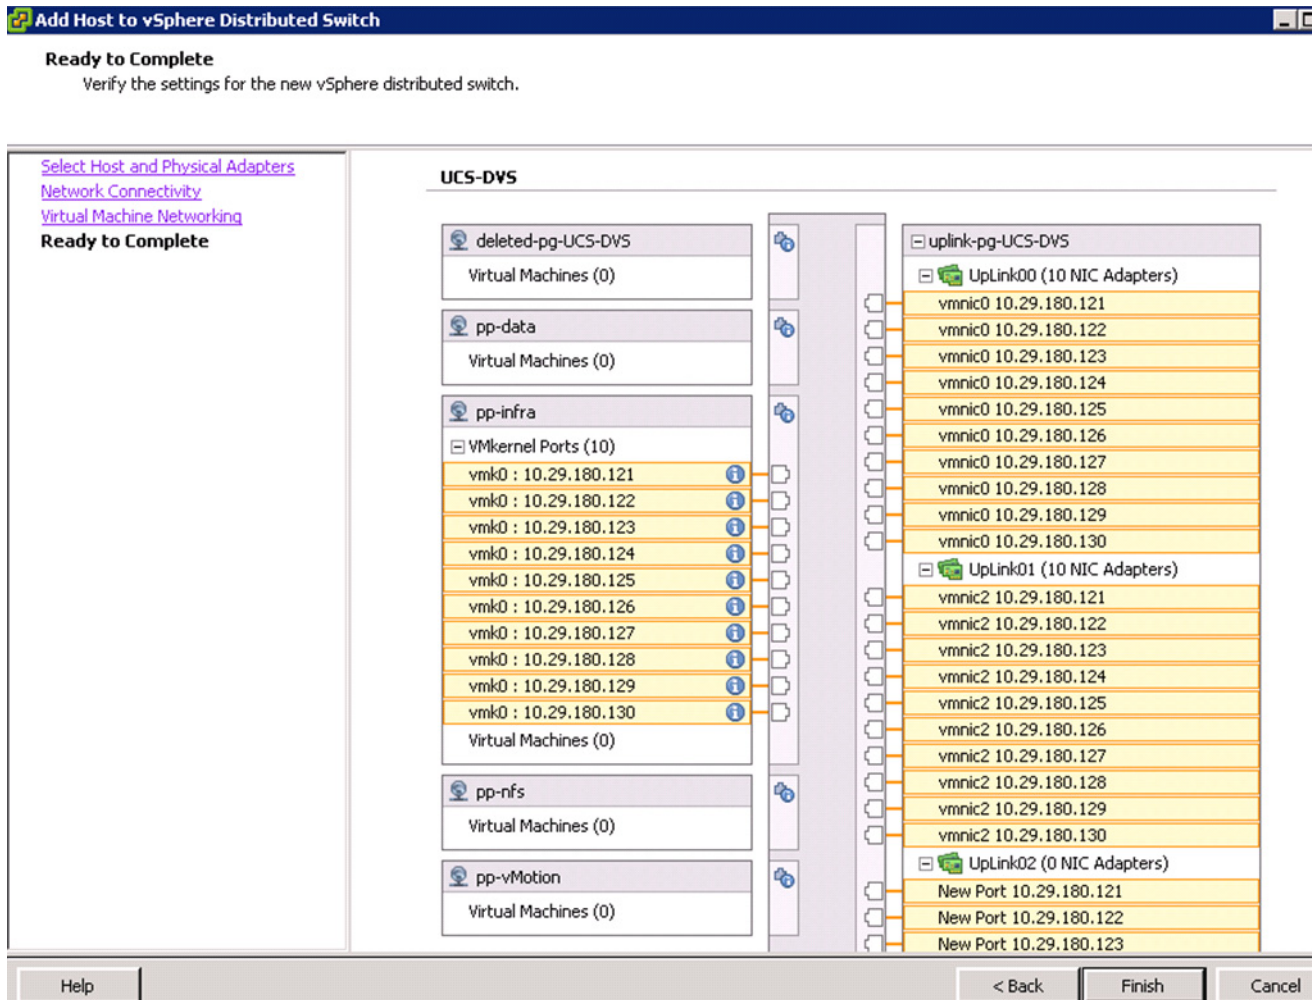 Add Host to vSphere Distributed Switch
Ready to Complete
Verify the settings for the new vSphere distributed switch.
Select Host and Physical Adapters
Network Connectivity
Virtual Machine Networking
Ready to Complete
UCS-DVS
deleted-pg-UCS-DVS
Virtual Machines (0)
pp-data
Virtual Machines (0)
pp-infra
VMkernel Ports (10)
vmk0 : 10.29.180.121
vmk0 : 10.29.180.122
vmk0 : 10.29.180.123
vmk0 : 10.29.180.124
vmk0 : 10.29.180.125
vmk0 : 10.29.180.126
vmk0 : 10.29.180.127
vmk0 : 10.29.180.128
vmk0 : 10.29.180.129
vmk0 : 10.29.180.130
Virtual Machines (0)
pp-nfs
Virtual Machines (0)
pp-vMotion
Virtual Machines (0)
uplink-pg-UCS-DVS
UpLink00 (10 NIC Adapters)
vmnic0 10.29.180.121
vmnic0 10.29.180.122
vmnic0 10.29.180.123
vmnic0 10.29.180.124
vmnic0 10.29.180.125
vmnic0 10.29.180.126
vmnic0 10.29.180.127
vmnic0 10.29.180.128
vmnic0 10.29.180.129
vmnic0 10.29.180.130
UpLink01 (10 NIC Adapters)
vmnic2 10.29.180.121
vmnic2 10.29.180.122
vmnic2 10.29.180.123
vmnic2 10.29.180.124
vmnic2 10.29.180.125
vmnic2 10.29.180.126
vmnic2 10.29.180.127
vmnic2 10.29.180.128
vmnic2 10.29.180.129
vmnic2 10.29.180.130
UpLink02 (0 NIC Adapters)
New Port 10.29.180.121
New Port 10.29.180.122
New Port 10.29.180.123
Help
< Back
Finish
Cancel